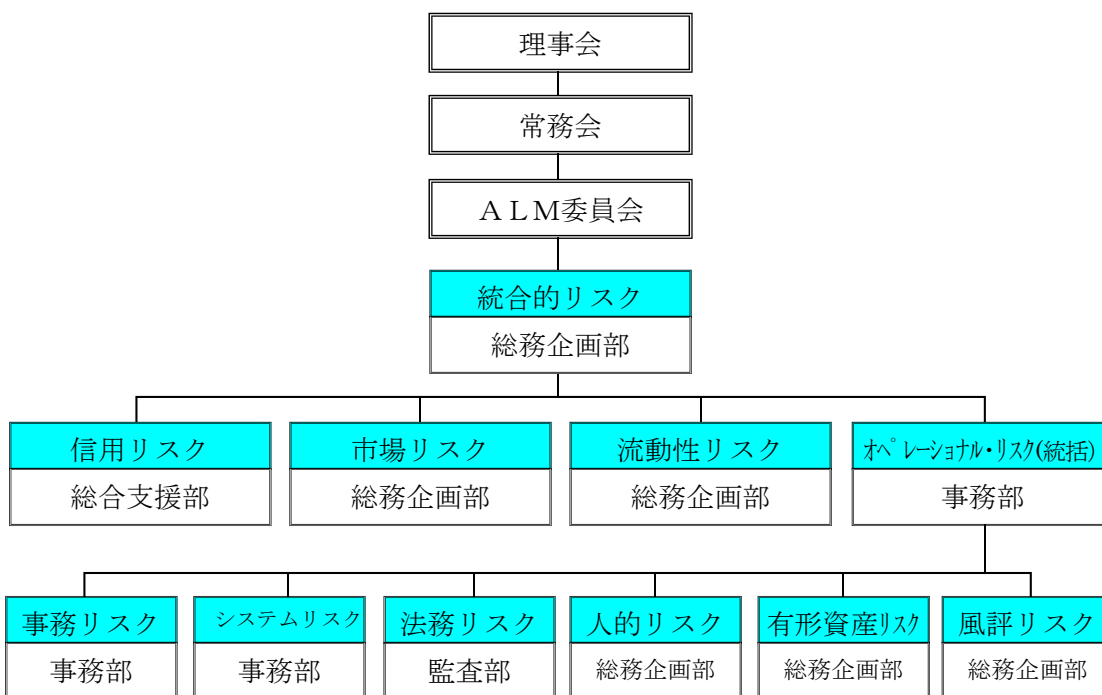 理事会
常務会
ＡＬＭ委員会
統合的リスク
総務企画部
信用リスク 市場リスク 流動性リスク ｵﾍﾟﾚｰｼｮﾅﾙ・ﾘｽｸ(統括)
総合支援部 総務企画部 総務企画部 事務部
事務リスク システムリスク 法務リスク 人的リスク 有形資産ﾘｽｸ 風評リスク
事務部 事務部 監査部 総務企画部 総務企画部 総務企画部